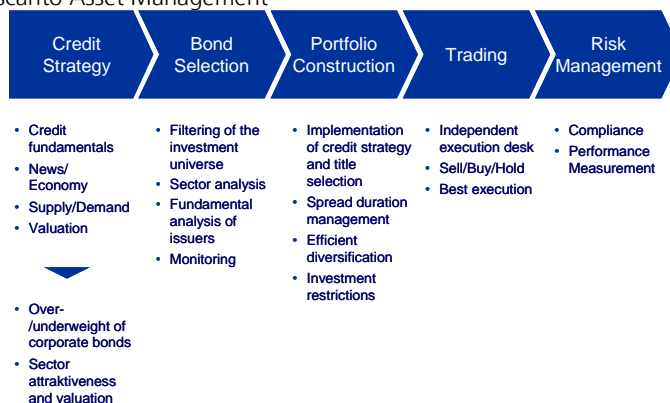 Asset Management
Credit
Strategy
Bond
Selection
Portfolio
Construction
Trading
Risk
Management
• Credit
fundamentals
• News/
Economy
• Supply/Demand
• Valuation
• Over-
/underweight of
corporate bonds
• Sector
attraktiveness
and valuation
• Filtering of the
investment
universe
• Sector analysis
• Fundamental
analysis of
issuers
• Monitoring
• Implementation
of credit strategy
and title
selection
• Spread duration
management
• Efficient
diversification
• Investment
restrictions
• Independent
execution desk
• Sell/Buy/Hold
• Best execution
• Compliance
• Performance
Measurement